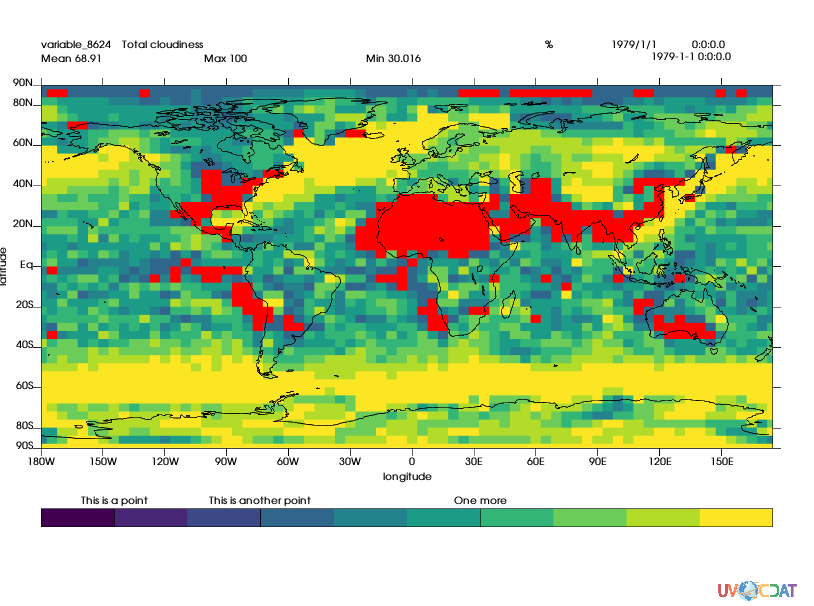 variable_8624 Total cloudiness % 1979/1/1 0:0:0.0
Mean 68.91 Max 100 Min 30.016 1979-1-1 0:0:0.0
90N
80N
60N
40N
20N
Eq
20S
40S
60S
80S
90S
latitude
180W 150W 120W 90W 60W 30W 0 30E 60E 90E 120E 150E
longitude
This is a point This is another point One more
UVCDAT